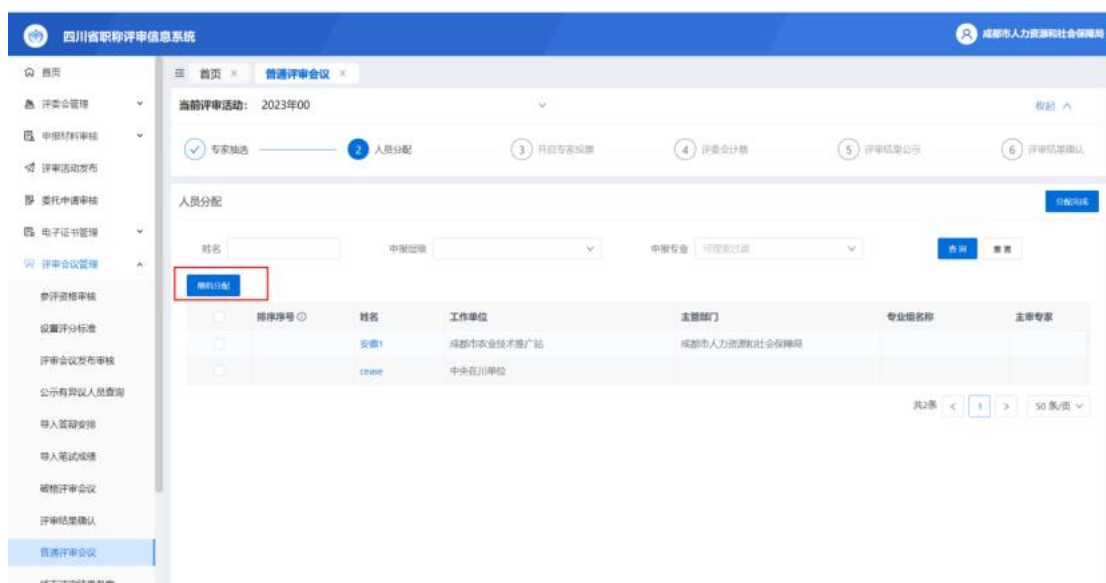 四川省职称评审信息系统
成都市人力资源和社会保障局
首页
评委会管理
申报材料审核
评审活动发布
委托申请审核
电子证书管理
评审会议管理
参评资格审核
设置评分标准
评审会议发布审核
公示有异议人员查询
导入答辩安排
导入笔试成绩
破格评审会议
评审结果确认
普通评审会议
首页 ×
普通评审会议 ×
当前评审活动: 2023年00
收起
专家抽选
2 人员分配
3 开启专家投票
4 评委会计票
5 评审结果公示
6 评审结果确认
人员分配
分配完成
姓名
申报层级
申报专业 可搜索过滤
查询
重置
随机分配
排序序号 姓名 工作单位 主管部门 专业组名称 主审专家
安徽1 成都市农业技术推广站 成都市人力资源和社会保障局
cease 中央在川单位
共2条 < 1 > 50 条/页